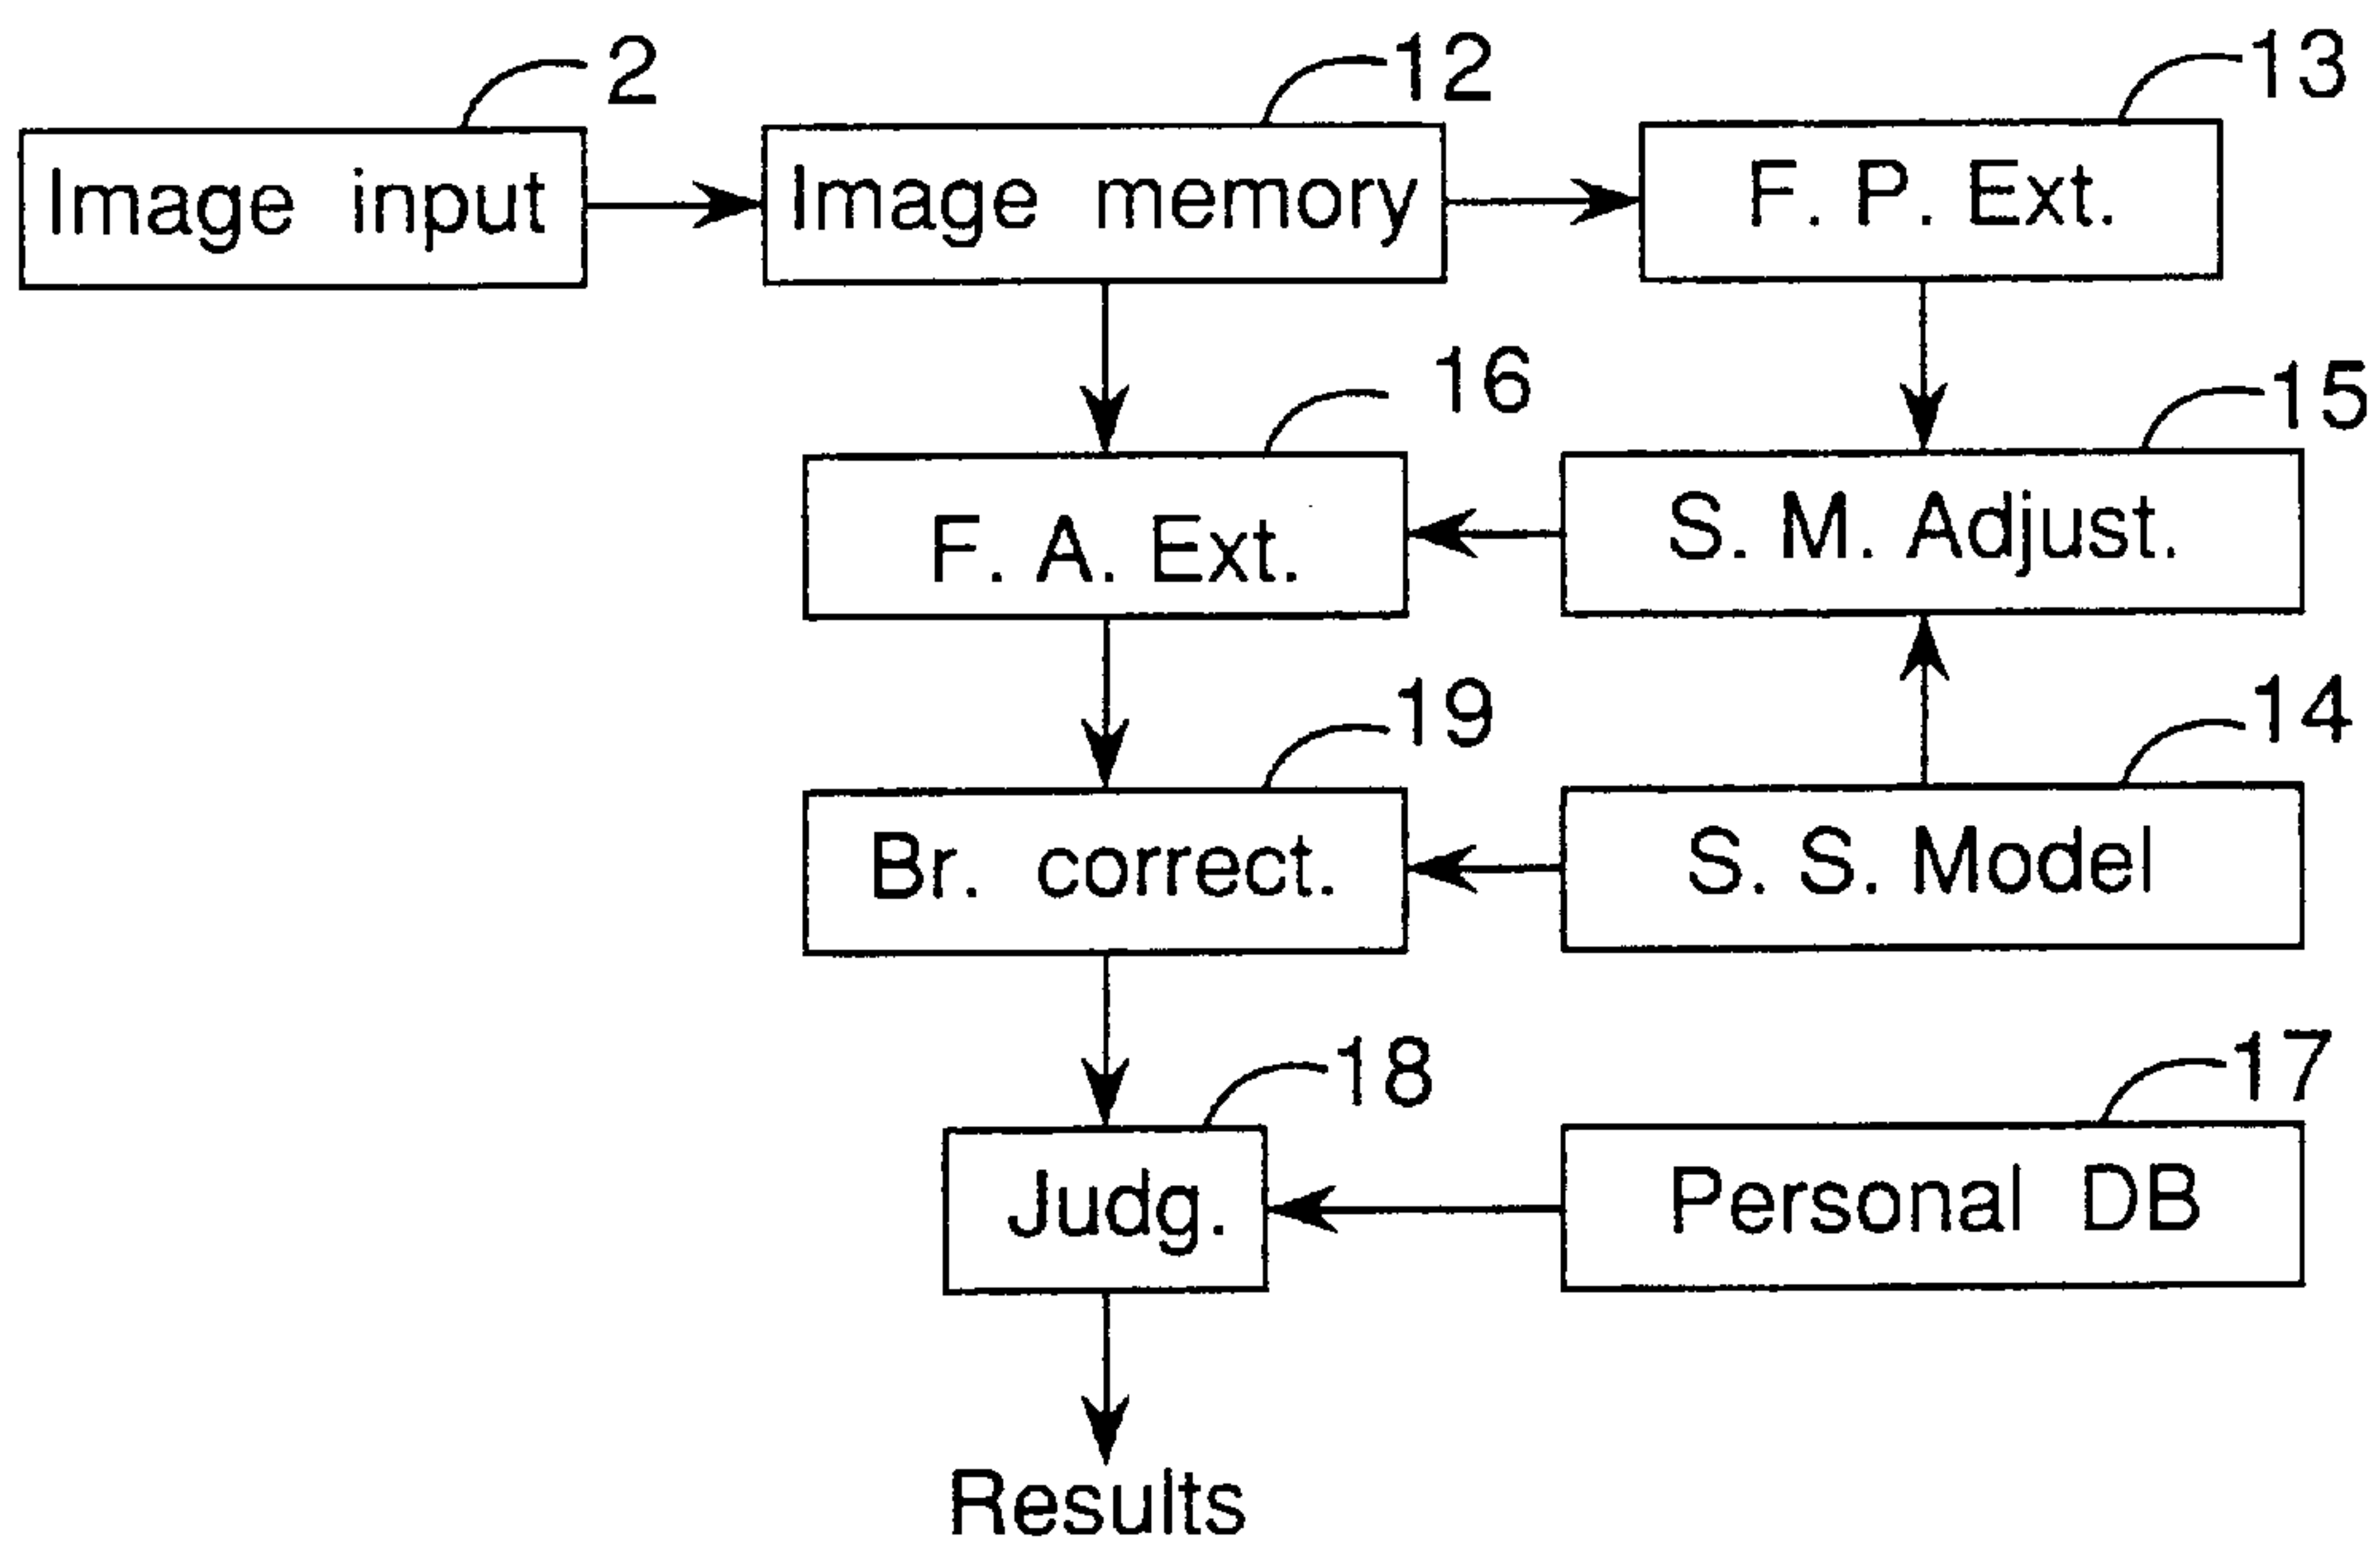 2
12
13
Image input
Image memory
F. P. Ext.
16
15
F. A. Ext.
S. M. Adjust.
19
14
Br. correct.
S. S. Model
18
17
Judg.
Personal DB
Results